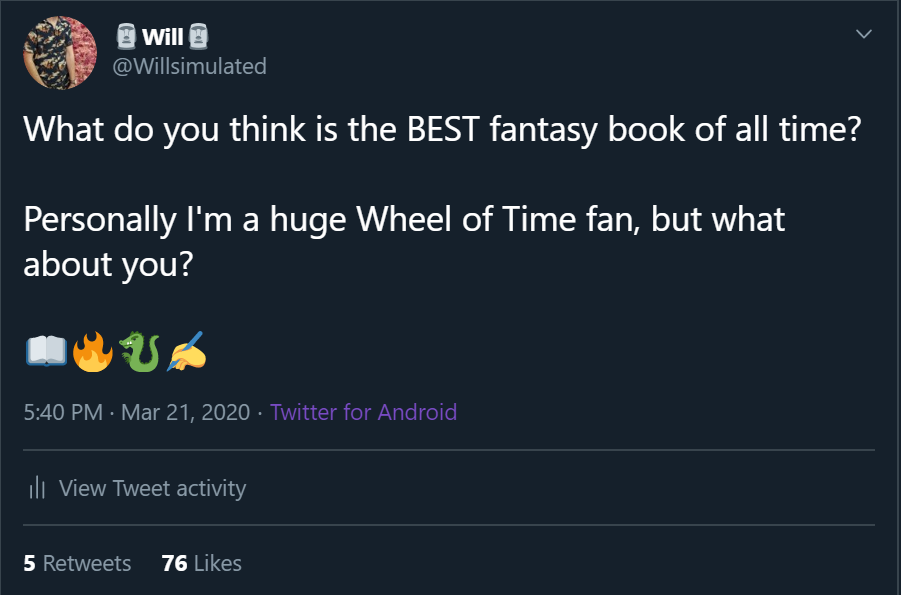 🗿 Will 🗿
@Willsimulated
What do you think is the BEST fantasy book of all time?
Personally I'm a huge Wheel of Time fan, but what
about you?
📖🔥🐉✍️
5:40 PM · Mar 21, 2020 · Twitter for Android
View Tweet activity
5 Retweets 76 Likes